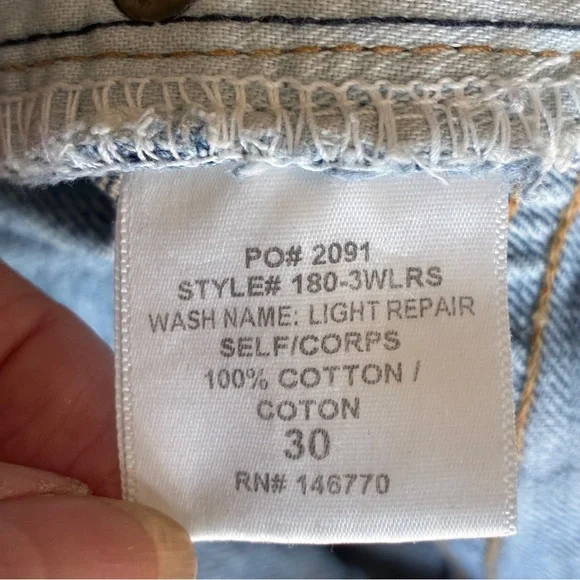 PO# 2091
STYLE# 180-3WLRS
WASH NAME: LIGHT REPAIR
SELF/CORPS
100% COTTON /
COTON
30
RN# 146770